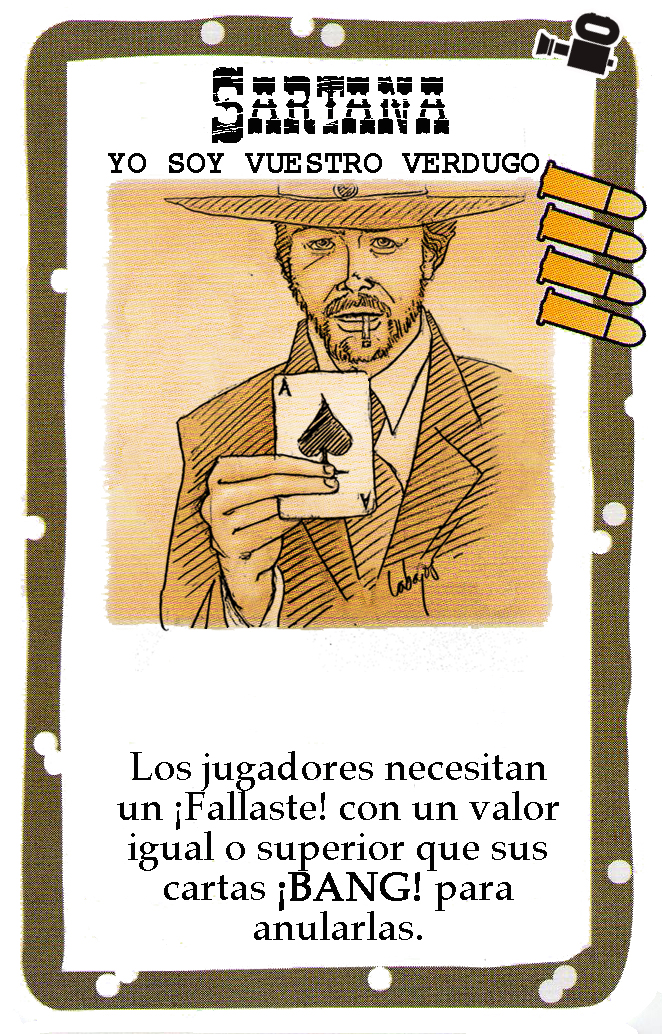 SARTANA
YO SOY VUESTRO VERDUGO
A
A
Labajos
Los jugadores necesitan
un ¡Fallaste! con un valor
igual o superior que sus
cartas ¡BANG! para
anularlas.